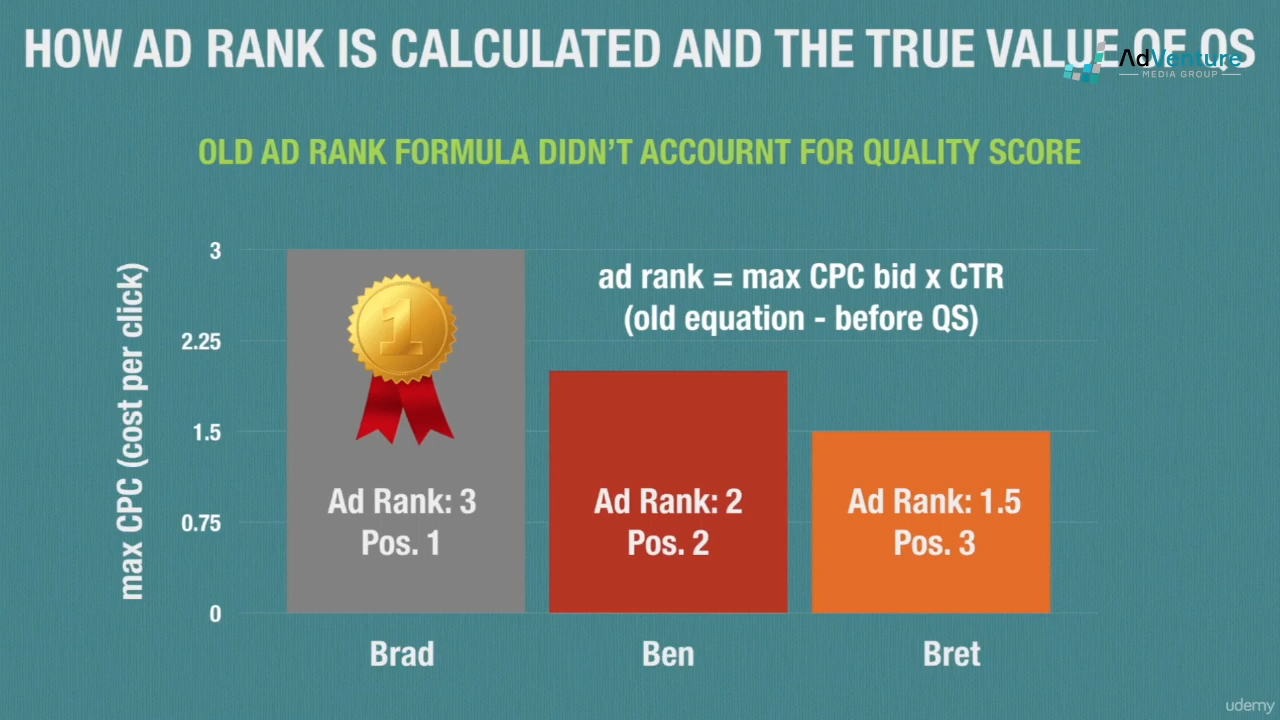 HOW AD RANK IS CALCULATED AND THE TRUE VALUE OF QS
AdVenture
MEDIA GROUP
OLD AD RANK FORMULA DIDN'T ACCOURNT FOR QUALITY SCORE
ad rank = max CPC bid x CTR
(old equation - before QS)
max CPC (cost per click)
3
2.25
1.5
0.75
0
1
Ad Rank: 3
Pos. 1
Ad Rank: 2
Pos. 2
Ad Rank: 1.5
Pos. 3
Brad
Ben
Bret
udemy